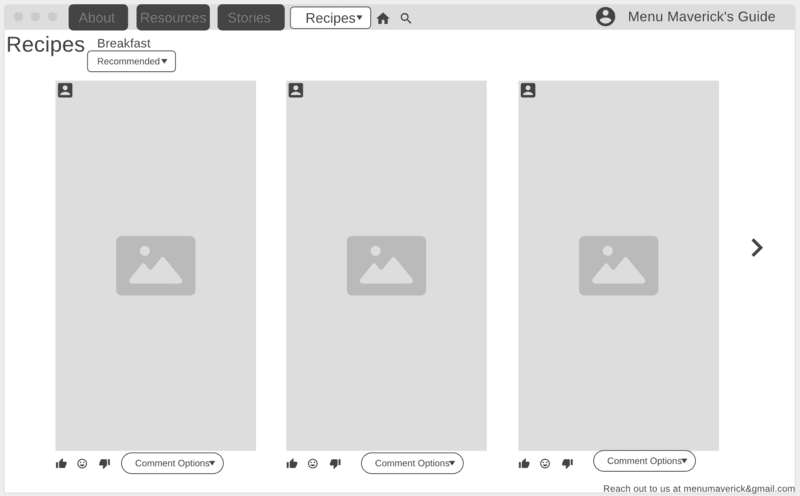 About Resources Stories Recipes Menu Maverick's Guide
Recipes Breakfast
Recommended
Comment Options Comment Options Comment Options
Reach out to us at menumaverick&gmail.com